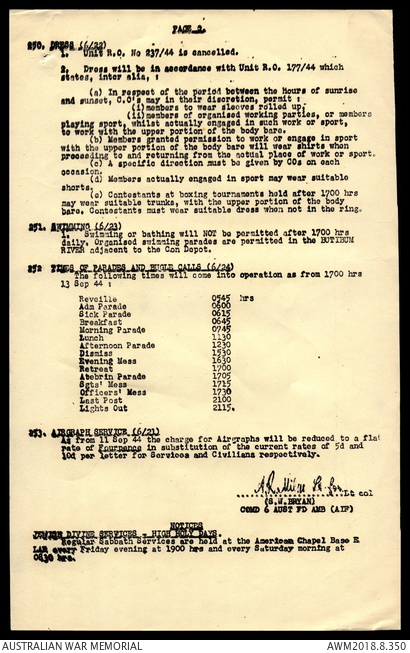 PAGE 2.
250. DRESS (6/22)
1. Unit R.O. No 237/44 is cancelled.
2. Dress will be in accordance with Unit R.O. 177/44 which
states, inter alia, :
(a) In respect of the period between the Hours of sunrise
and sunset, C.O's may in their discretion, permit :
(i)members to wear sleeves rolled up;
(ii)members of organised working parties, or members
playing sport, whilst actually engaged in such work or sport,
to work with the upper portion of the body bare.
(b) Members granted permission to work or engage in sport
with the upper portion of the body bare will wear shirts when
proceeding to and returning from the actual place of work or sport.
(c) A specific direction must be given by COs on each
occasion.
(d) Members actually engaged in sport may wear suitable
shorts.
(e) Contestants at boxing tournaments held after 1700 hrs
may wear suitable trunks, with the upper portion of the body
bare. Contestants must wear suitable dress when not in the ring.
251. SWIMMING (6/23)
1. Swimming or bathing will NOT be permitted after 1700 hrs
daily. Organised swimming parades are permitted in the BUTIBUM
RIVER adjacent to the Con Depot.
252 TIMES OF PARADES AND BUGLE CALLS (6/24)
The following times will come into operation as from 1700 hrs
13 Sep 44 :
Reveille 0545 hrs
Adm Parade 0600
Sick Parade 0615
Breakfast 0645
Morning Parade 0745
Lunch 1130
Afternoon Parade 1230
Dismiss 1530
Evening Mess 1630
Retreat 1700
Atebrin Parade 1705
Sgts' Mess 1715
Officers' Mess 1730
Last Post 2100
Lights Out 2115.
253. AIRGRAPH SERVICE (6/21)
As from 11 Sep 44 the charge for Airgraphs will be reduced to a flat
rate of Fourpence in substitution of the current rates of 5d and
10d per letter for Services and Civilians respectively.
Lt col
(S.W.BRYAN)
COMD 6 AUST FD AMB (AIF)
NOTICES
JEWISH DIVINE SERVICES - HIGH HOLY DAYS.
Regular Sabbath Services are held at the American Chapel Base E
LAE every Friday evening at 1900 hrs and every Saturday morning at
0830 hrs.
AUSTRALIAN WAR MEMORIAL
AWM2018.8.350